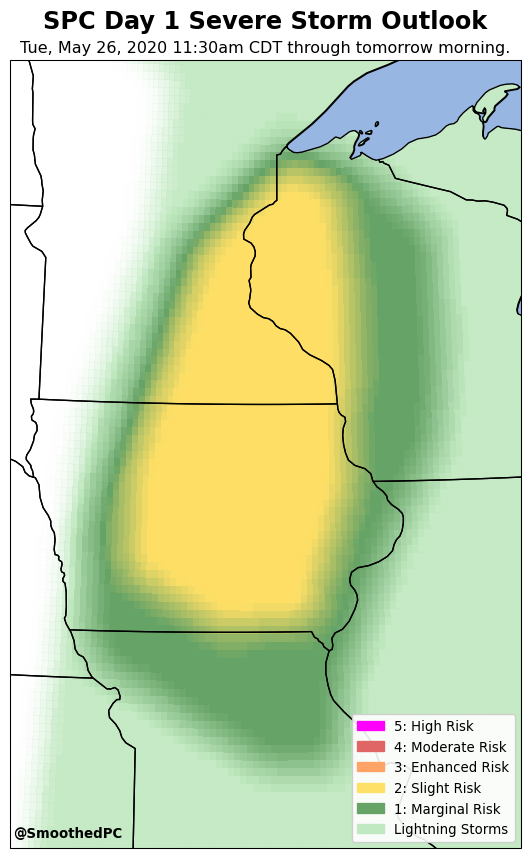 SPC Day 1 Severe Storm Outlook
Tue, May 26, 2020 11:30am CDT through tomorrow morning.
5: High Risk
4: Moderate Risk
3: Enhanced Risk
2: Slight Risk
1: Marginal Risk
Lightning Storms
@SmoothedPC